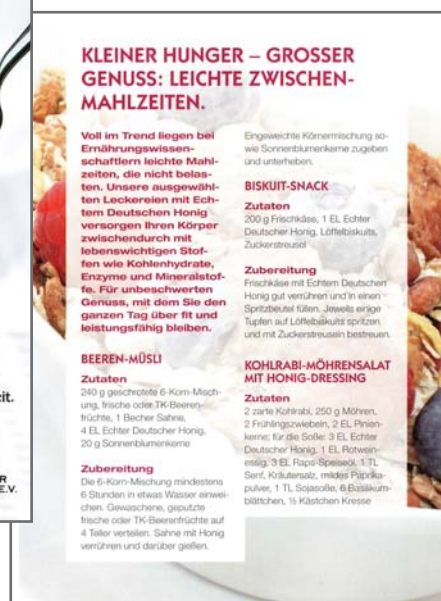 KLEINER HUNGER – GROSSER
GENUSS: LEICHTE ZWISCHEN-
MAHLZEITEN.
Voll im Trend liegen bei
Ernährungswissen-
schaftlern leichte Mahl-
zeiten, die nicht belas-
ten. Unsere ausgewähl-
ten Leckereien mit Ech-
tem Deutschen Honig
versorgen Ihren Körper
zwischendurch mit
lebenswichtigen Stof-
fen wie Kohlenhydrate,
Enzyme und Mineralstof-
fe. Für unbeschwerten
Genuss, mit dem Sie den
ganzen Tag über fit und
leistungsfähig bleiben.
BEEREN-MÜSLI
Zutaten
240 g geschrotete 6-Korn-Misch-
ung, frische oder TK-Beeren-
früchte, 1 Becher Sahne,
4 EL Echter Deutscher Honig,
20 g Sonnenblumenkerne
Zubereitung
Die 6-Korn-Mischung mindestens
6 Stunden in etwas Wasser einwei-
chen. Gewaschene, geputzte
frische oder TK-Beerenfrüchte auf
4 Teller verteilen. Sahne mit Honig
verrühren und darüber gießen.
Eingeweichte Körnermischung so-
wie Sonnenblumenkerne zugeben
und unterheben.
BISKUIT-SNACK
Zutaten
200 g Frischkäse, 1 EL Echter
Deutscher Honig, Löffelbiskuits,
Zuckerstreusel
Zubereitung
Frischkäse mit Echtem Deutschen
Honig gut verrühren und in einen
Spritzbeutel füllen. Jeweils einige
Tupfen auf Löffelbiskuits spritzen
und mit Zuckerstreuseln bestreuen.
KOHLRABI-MÖHRENSALAT
MIT HONIG-DRESSING
Zutaten
2 zarte Kohlrabi, 250 g Möhren,
2 Frühlingszwiebeln, 2 EL Pinien-
kerne; für die Soße: 3 EL Echter
Deutscher Honig, 1 EL Rotwein-
essig, 3 EL Raps-Speiseöl, 1 TL
Senf, Kräutersalz, mildes Paprika-
pulver, 1 TL Sojasoße, 6 Basilikum-
blättchen, ½ Kästchen Kresse
it.
R
E.V.